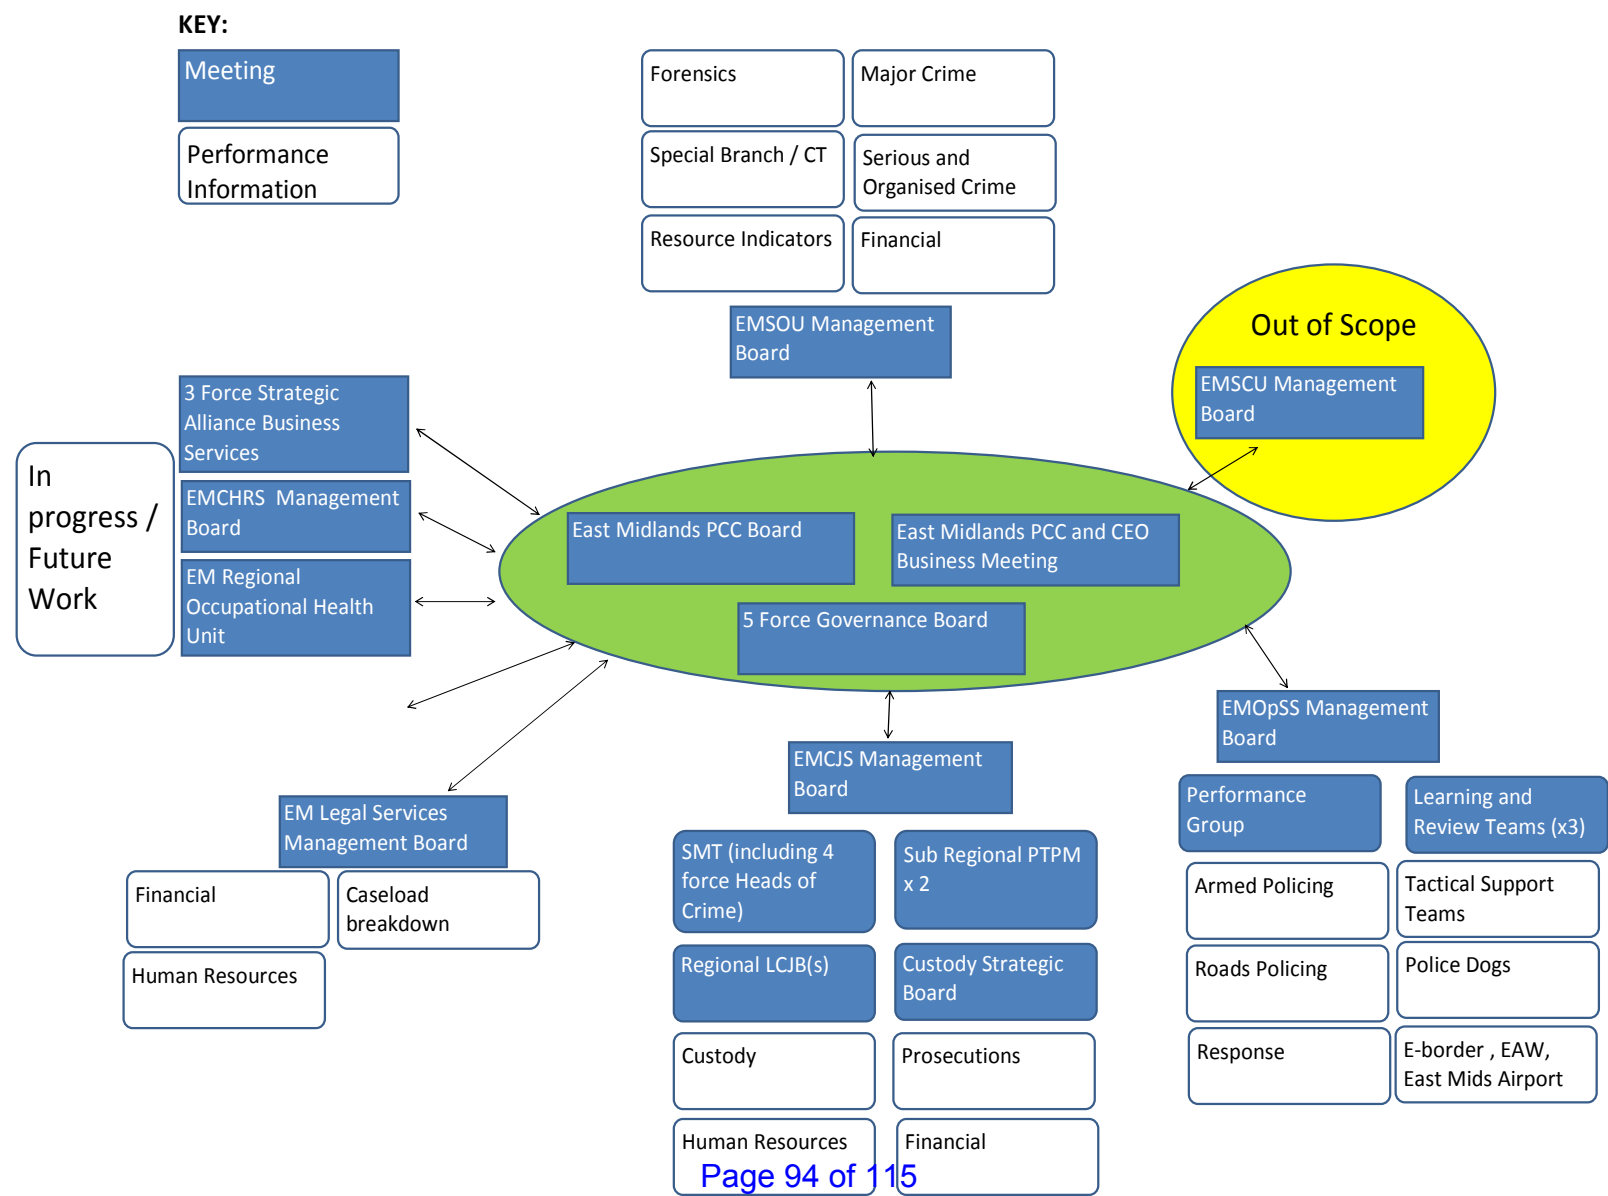 KEY:
Meeting
Performance
Information
Forensics
Major Crime
Special Branch / CT
Serious and
Organised Crime
Resource Indicators
Financial
EMSOU Management
Board
Out of Scope
EMSCU Management
Board
3 Force Strategic
Alliance Business
Services
In
progress /
Future
Work
EMCHRS  Management
Board
EM Regional
Occupational Health
Unit
East Midlands PCC Board
East Midlands PCC and CEO
Business Meeting
5 Force Governance Board
EMOpSS Management
Board
EMCJS Management
Board
EM Legal Services
Management Board
Financial
Caseload
breakdown
Human Resources
SMT (including 4
force Heads of
Crime)
Sub Regional PTPM
x 2
Regional LCJB(s)
Custody Strategic
Board
Custody
Prosecutions
Human Resources
Financial
Performance
Group
Learning and
Review Teams (x3)
Armed Policing
Tactical Support
Teams
Roads Policing
Police Dogs
Response
E-border , EAW,
East Mids Airport
Page 94 of 115